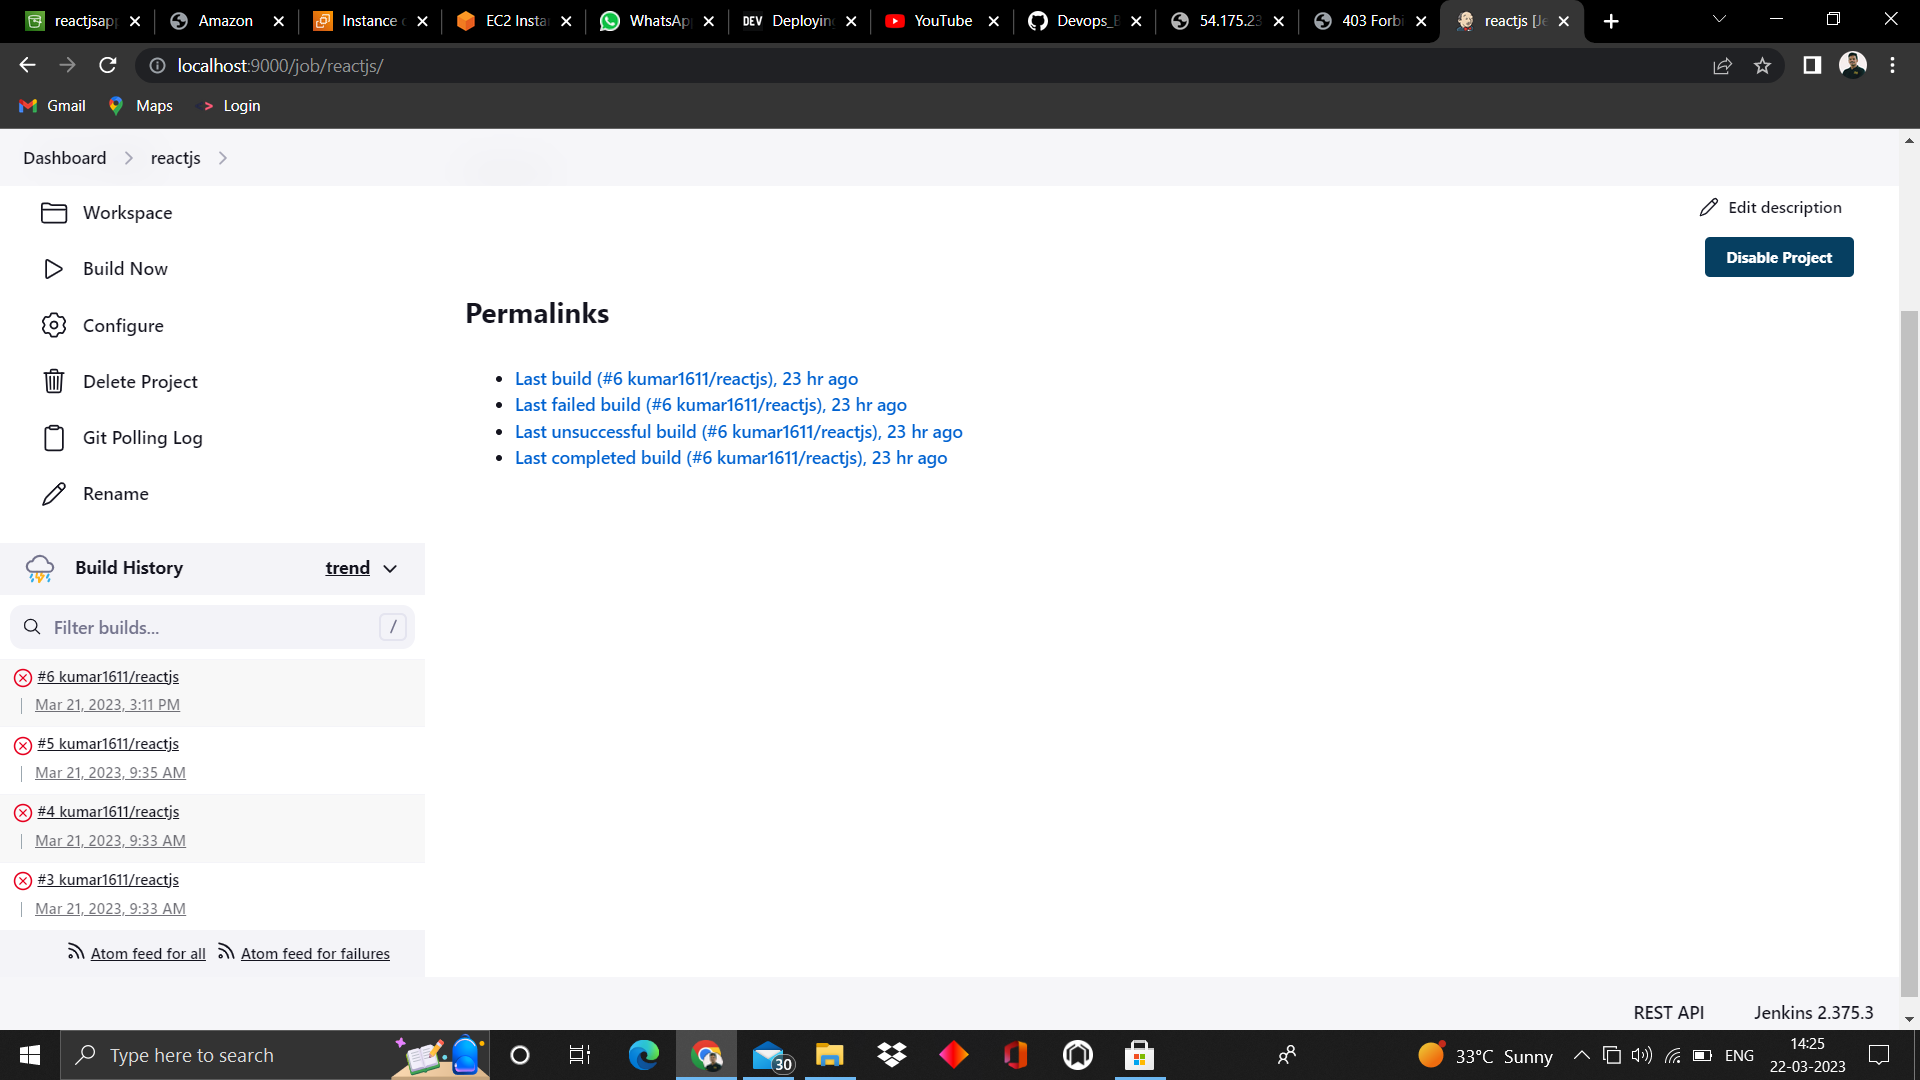 reactjsap
Amazon
Instance
EC2 Insta
WhatsAp
DEV Deployin
YouTube
Devops_
54.175.23
403 Forbi
reactjs [Je
localhost:9000/job/reactjs/
Gmail
Maps
> Login
Dashboard
reactjs
Workspace
Edit description
Build Now
Disable Project
Permalinks
Configure
Last build (#6 kumar1611/reactjs), 23 hr ago
Delete Project
Last failed build (#6 kumar1611/reactjs), 23 hr ago
Last unsuccessful build (#6 kumar1611/reactjs), 23 hr ago
Git Polling Log
Last completed build (#6 kumar1611/reactjs), 23 hr ago
Rename
Build History
trend
Filter builds...
/
#6 kumar1611/reactjs
Mar 21, 2023, 3:11 PM
#5 kumar1611/reactjs
Mar 21, 2023, 9:35 AM
#4 kumar1611/reactjs
Mar 21, 2023, 9:33 AM
#3 kumar1611/reactjs
Mar 21, 2023, 9:33 AM
Atom feed for all
Atom feed for failures
REST API
Jenkins 2.375.3
Type here to search
30
33°C Sunny
ENG
14:25
22-03-2023